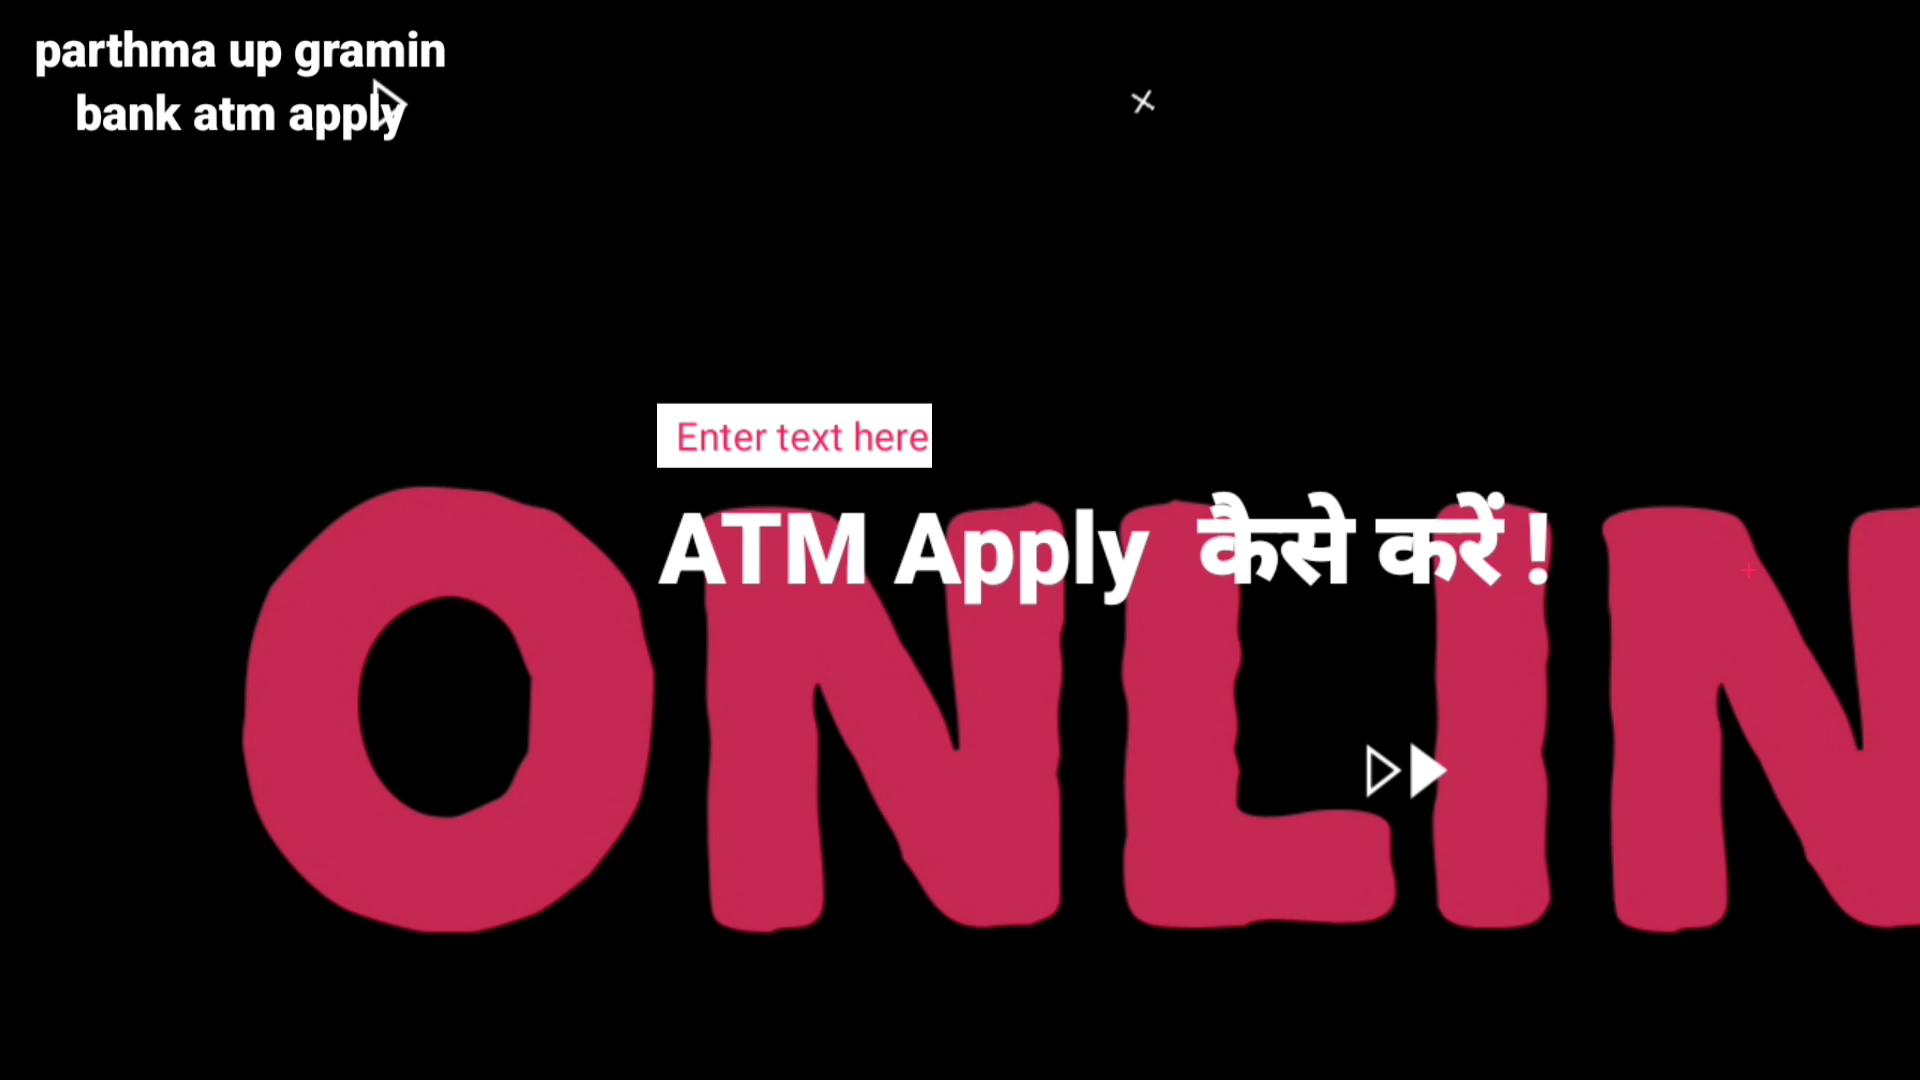 parthma up gramin
bank atm apply
Enter text here
ATM Apply कैसे करें !
ONLIN